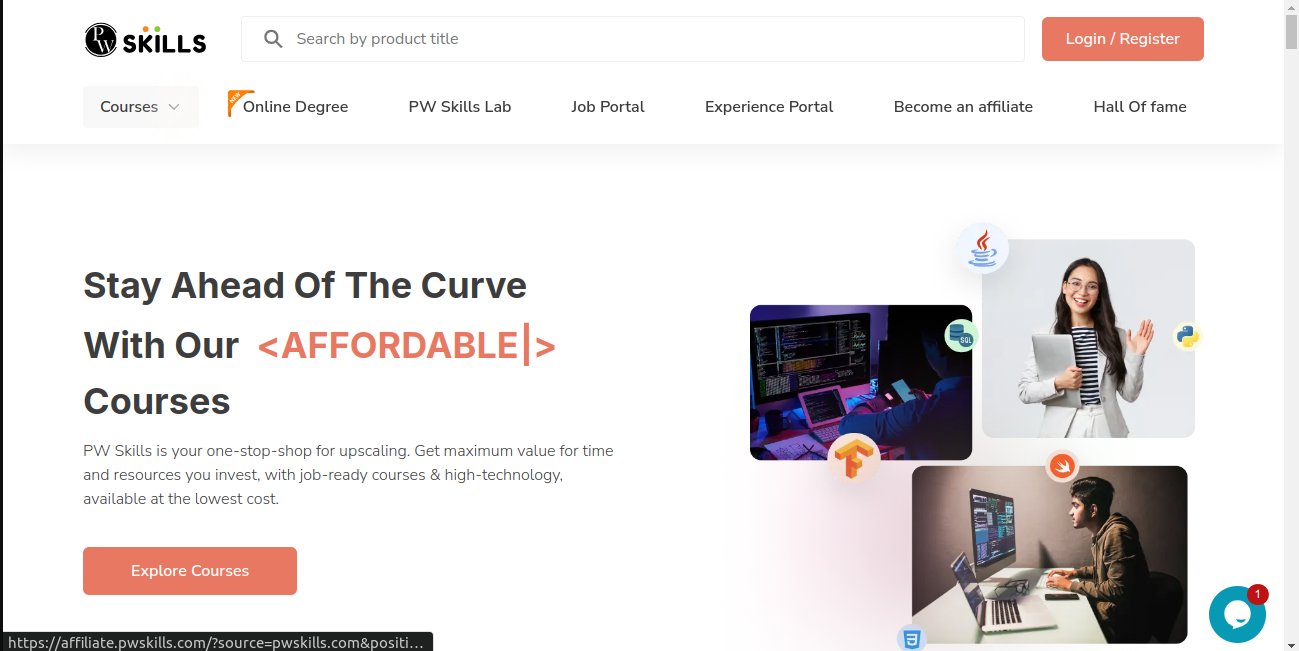 PW SKILLS
Search by product title
Login / Register
Courses
NEW
Online Degree
PW Skills Lab
Job Portal
Experience Portal
Become an affiliate
Hall Of fame
Stay Ahead Of The Curve
With Our <AFFORDABLE|>
Courses
PW Skills is your one-stop-shop for upscaling. Get maximum value for time
and resources you invest, with job-ready courses & high-technology,
available at the lowest cost.
Explore Courses
SQL
1
https://affiliate.pwskills.com/?source=pwskills.com&positi...